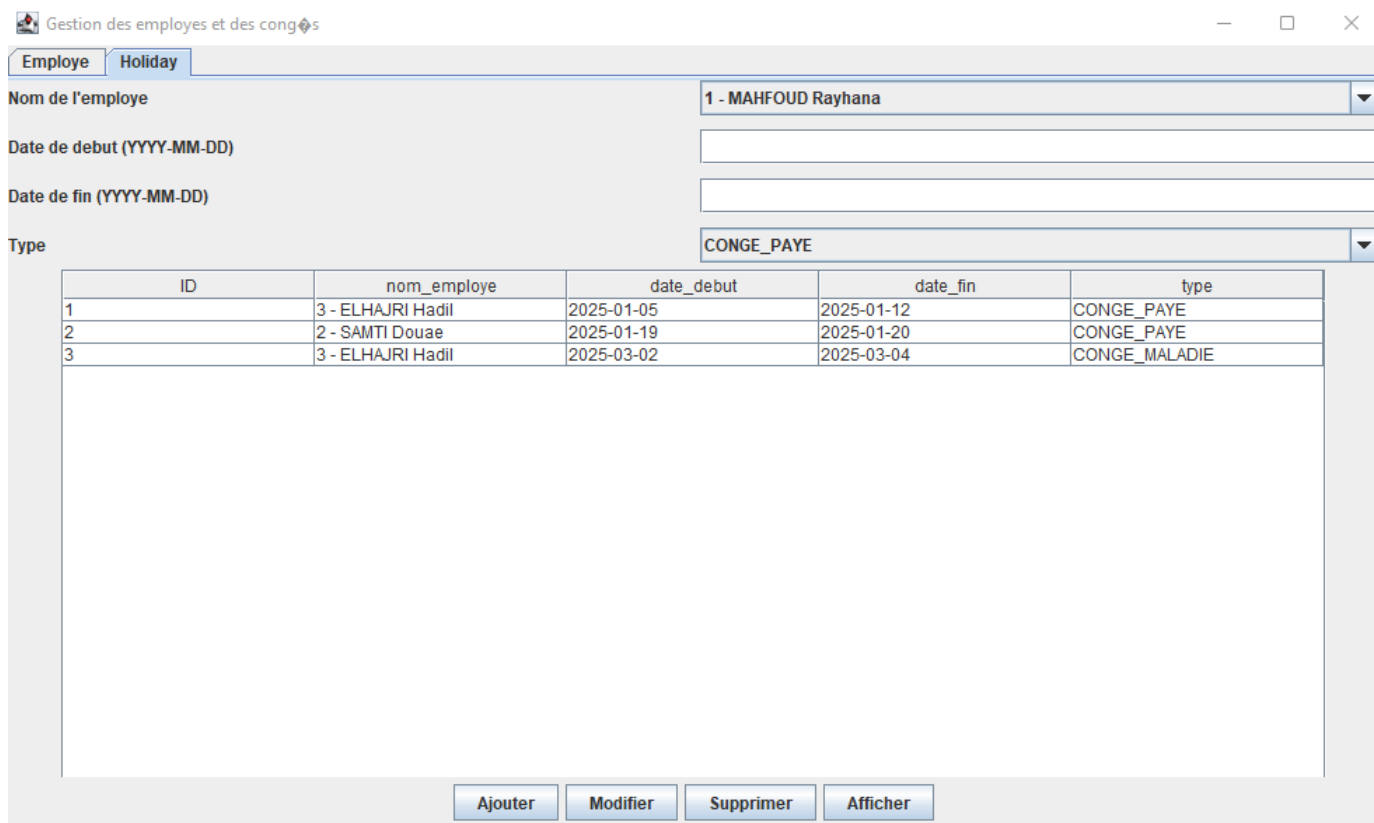 Gestion des employes et des cong�s
Employe Holiday
Nom de l'employe 1 - MAHFOUD Rayhana
Date de debut (YYYY-MM-DD)
Date de fin (YYYY-MM-DD)
Type CONGE_PAYE
ID nom_employe date_debut date_fin type
1 3 - ELHAJRI Hadil 2025-01-05 2025-01-12 CONGE_PAYE
2 2 - SAMTI Douae 2025-01-19 2025-01-20 CONGE_PAYE
3 3 - ELHAJRI Hadil 2025-03-02 2025-03-04 CONGE_MALADIE
Ajouter Modifier Supprimer Afficher